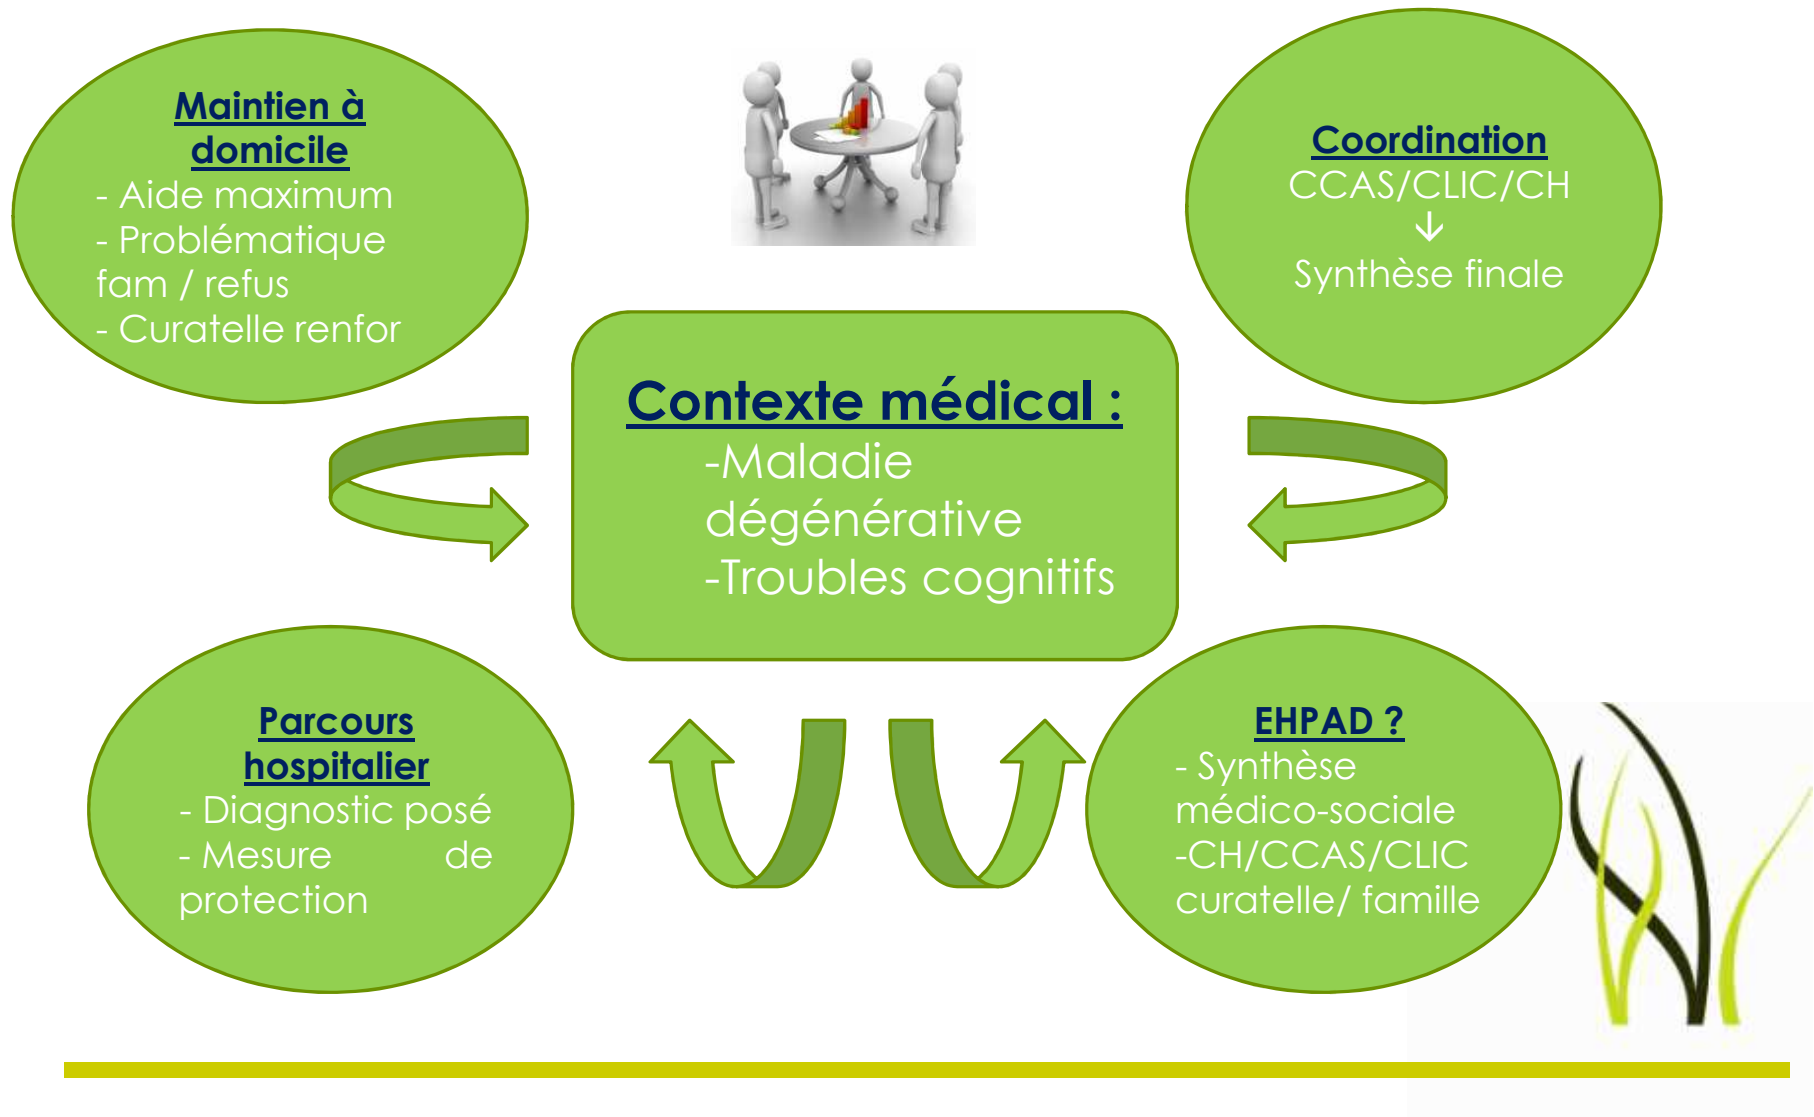 Maintien à
domicile
- Aide maximum
- Problématique
fam / refus
- Curatelle renfor
Coordination
CCAS/CLIC/CH
↓
Synthèse finale
Contexte médical :
-Maladie
dégénérative
-Troubles cognitifs
Parcours
hospitalier
- Diagnostic posé
- Mesure de
protection
EHPAD ?
- Synthèse
médico-sociale
-CH/CCAS/CLIC
curatelle/ famille